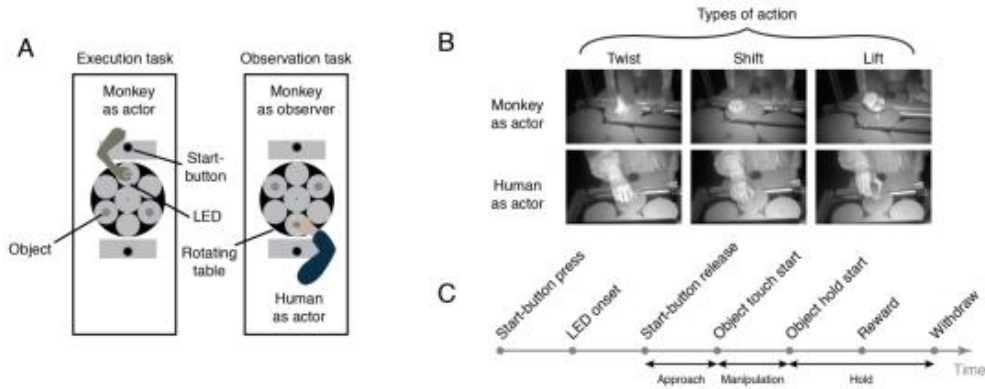 A
Execution task
Observation task
Monkey
as actor
Monkey
as observer
Start-
button
LED
Object
Rotating
table
Human
as actor
B
Types of action
Twist
Shift
Lift
Monkey
as actor
Human
as actor
C
Start-button press
LED onset
Start-button release
Object touch start
Object hold start
Reward
Withdraw
Time
Approach
Manipulation
Hold